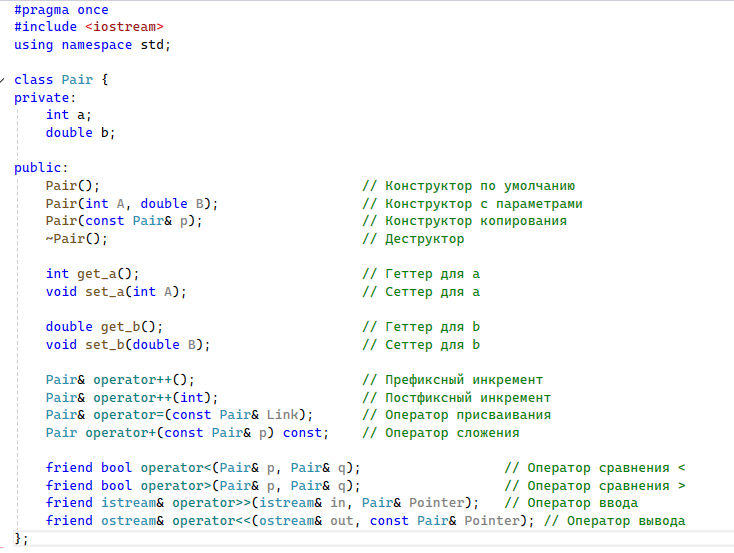 #pragma once
#include <iostream>
using namespace std;
class Pair {
private:
int a;
double b;
public:
Pair(); // Конструктор по умолчанию
Pair(int A, double B); // Конструктор с параметрами
Pair(const Pair& p); // Конструктор копирования
~Pair(); // Деструктор
int get_a(); // Геттер для a
void set_a(int A); // Сеттер для a
double get_b(); // Геттер для b
void set_b(double B); // Сеттер для b
Pair& operator++(); // Префиксный инкремент
Pair& operator++(int); // Постфиксный инкремент
Pair& operator=(const Pair& Link); // Оператор присваивания
Pair operator+(const Pair& p) const; // Оператор сложения
friend bool operator<(Pair& p, Pair& q); // Оператор сравнения <
friend bool operator>(Pair& p, Pair& q); // Оператор сравнения >
friend istream& operator>>(istream& in, Pair& Pointer); // Оператор ввода
friend ostream& operator<<(ostream& out, const Pair& Pointer); // Оператор вывода
};